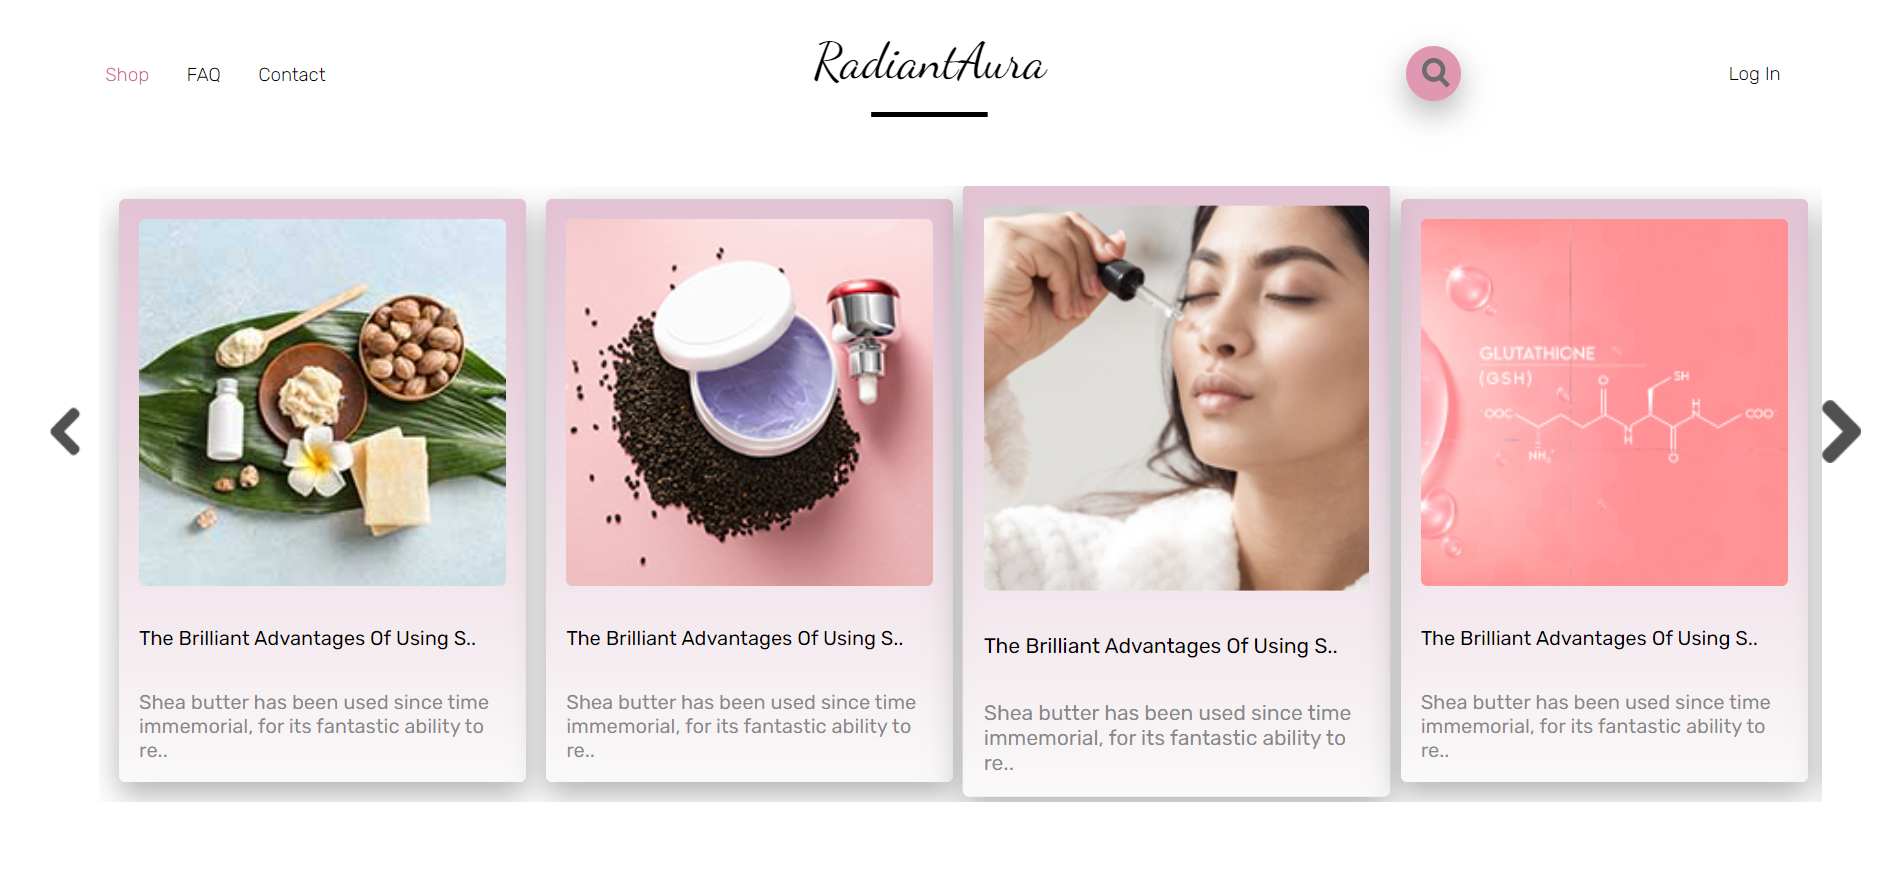 Shop FAQ Contact
RadiantAura
Log In
GLUTATHIONE
(GSH)
SH
O
H
-OOC
N
COO-
N
H
NH₃⁺
O
The Brilliant Advantages Of Using S..
Shea butter has been used since time
immemorial, for its fantastic ability to
re..
The Brilliant Advantages Of Using S..
Shea butter has been used since time
immemorial, for its fantastic ability to
re..
The Brilliant Advantages Of Using S..
Shea butter has been used since time
immemorial, for its fantastic ability to
re..
The Brilliant Advantages Of Using S..
Shea butter has been used since time
immemorial, for its fantastic ability to
re..